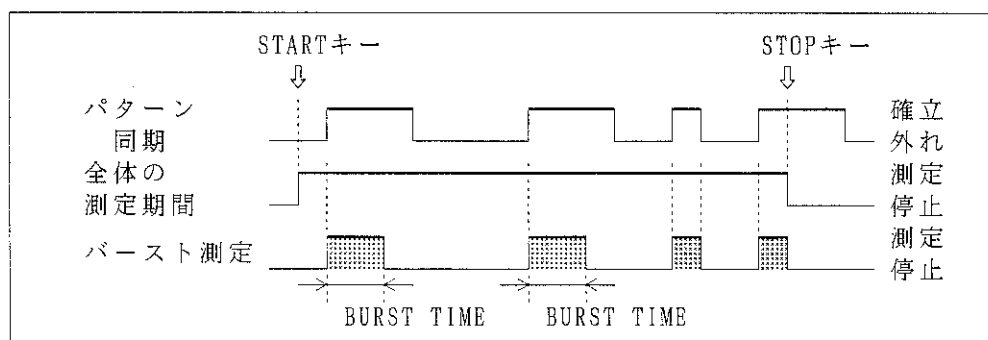 STARTキー
STOPキー
パターン
同期
確立
外れ
全体の
測定期間
測定
停止
バースト測定
測定
停止
BURST TIME
BURST TIME